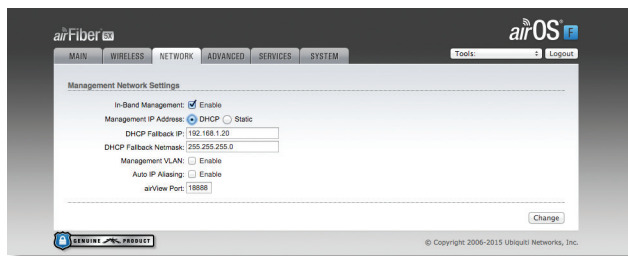 airFiber 5X
airOS F
MAIN WIRELESS NETWORK ADVANCED SERVICES SYSTEM Tools: Logout
Management Network Settings
In-Band Management: Enable
Management IP Address: DHCP Static
DHCP Fallback IP: 192.168.1.20
DHCP Fallback Netmask: 255.255.255.0
Management VLAN: Enable
Auto IP Aliasing: Enable
airView Port: 18888
Change
GENUINE PRODUCT
© Copyright 2006-2015 Ubiquiti Networks, Inc.